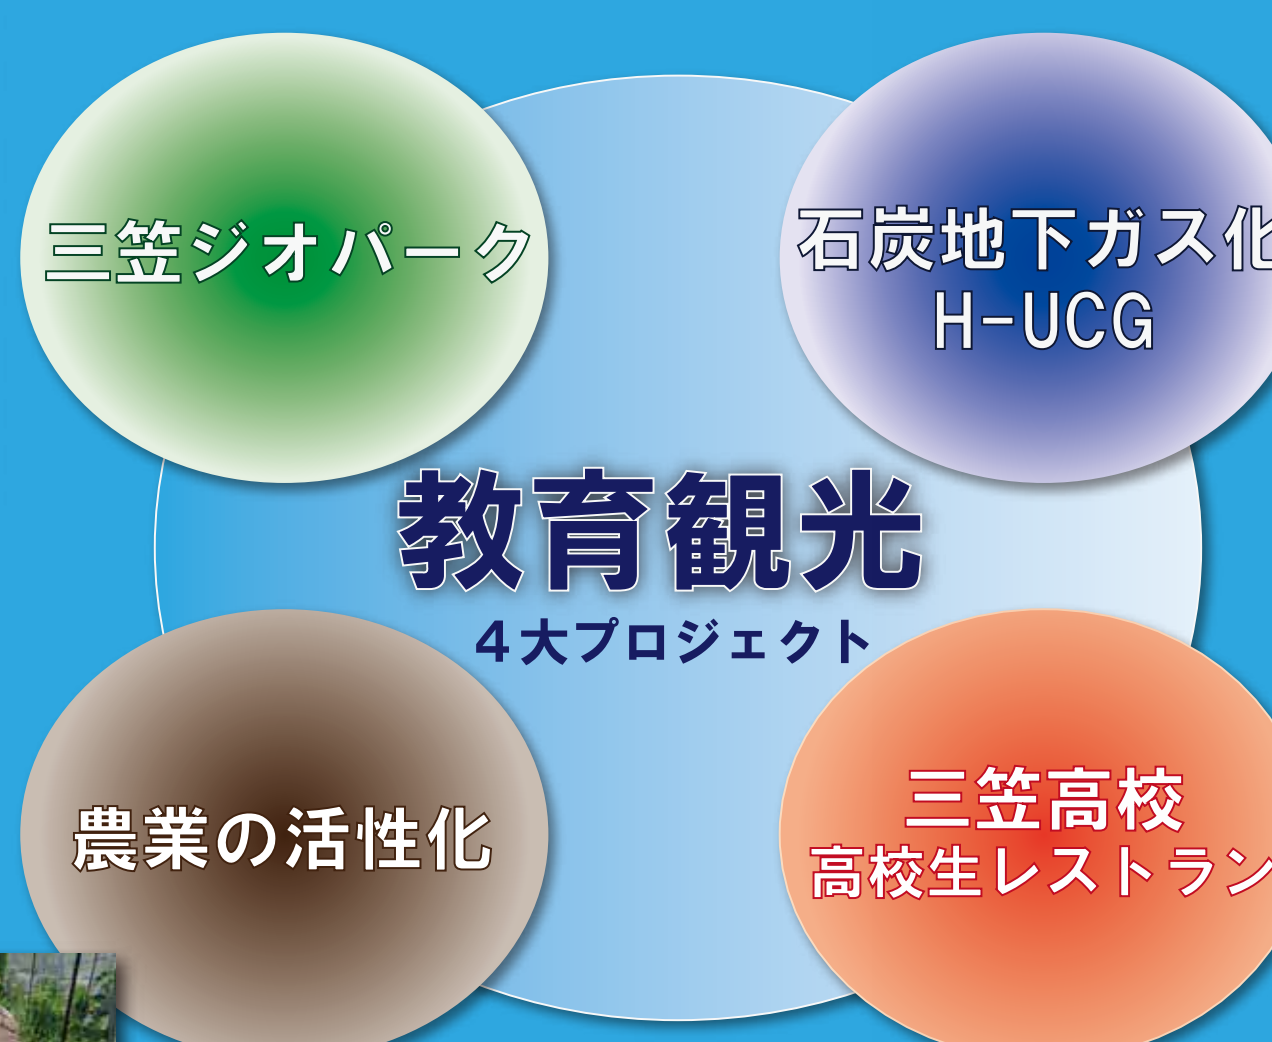 三笠ジオパーク
石炭地下ガス化
H-UCG
教育観光
４大プロジェクト
農業の活性化
三笠高校
高校生レストラン